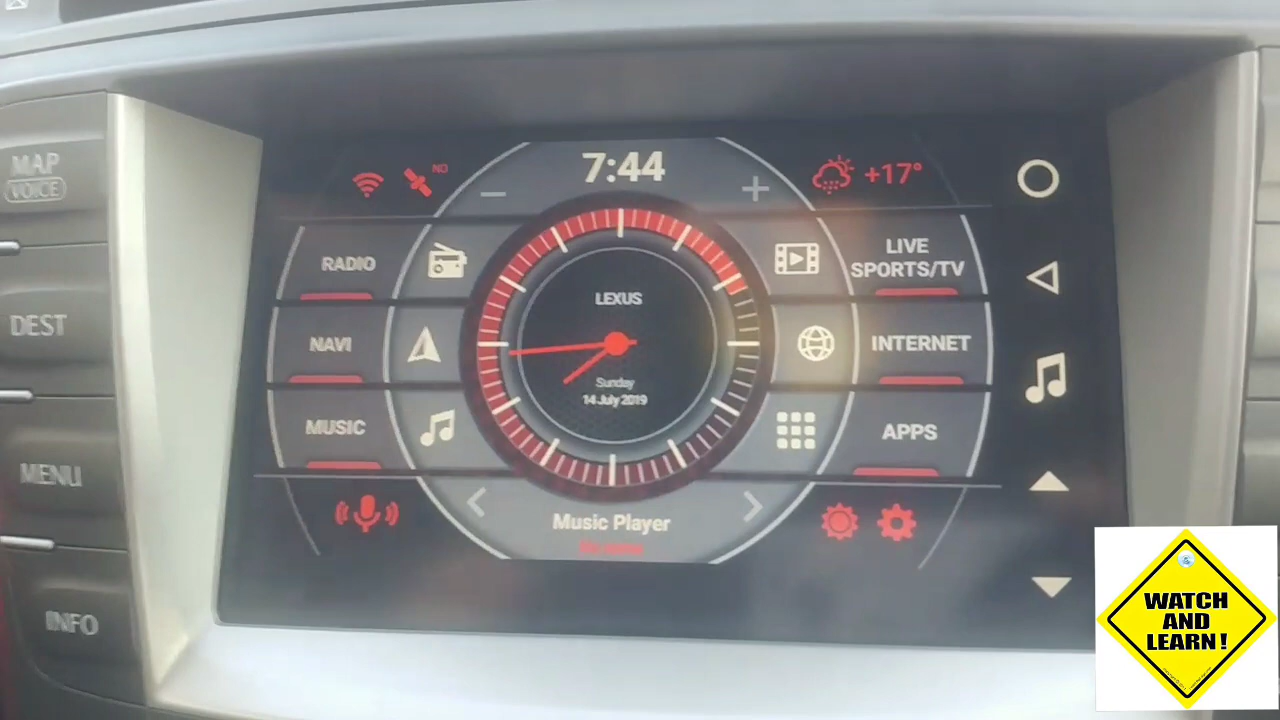 MAP
VOICE
DEST
MENU
INFO
NO
7:44
+17°
RADIO
NAVI
MUSIC
LEXUS
Sunday
14 July 2019
LIVE
SPORTS/TV
INTERNET
APPS
Music Player
WATCH
AND
LEARN!